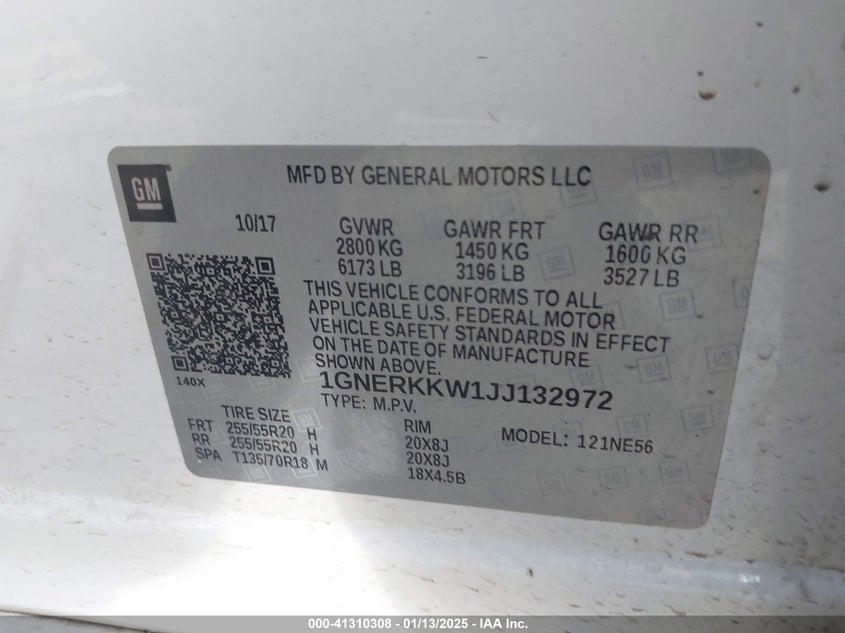 GM
MFD BY GENERAL MOTORS LLC
10/17
GVWR GAWR FRT GAWR RR
2800 KG 1450 KG 1600 KG
6173 LB 3196 LB 3527 LB
THIS VEHICLE CONFORMS TO ALL
APPLICABLE U.S. FEDERAL MOTOR
VEHICLE SAFETY STANDARDS IN EFFECT
ON THE DATE OF MANUFACTURE
SHOWN ABOVE.
140X
1GNERKKW1JJ132972
TYPE: M.P.V.
TIRE SIZE RIM
FRT 255/55R20 H 20X8J
RR 255/55R20 H 20X8J
SPA T135/70R18 M 18X4.5B
MODEL: 121NE56
000-41310308 - 01/13/2025 - IAA Inc.